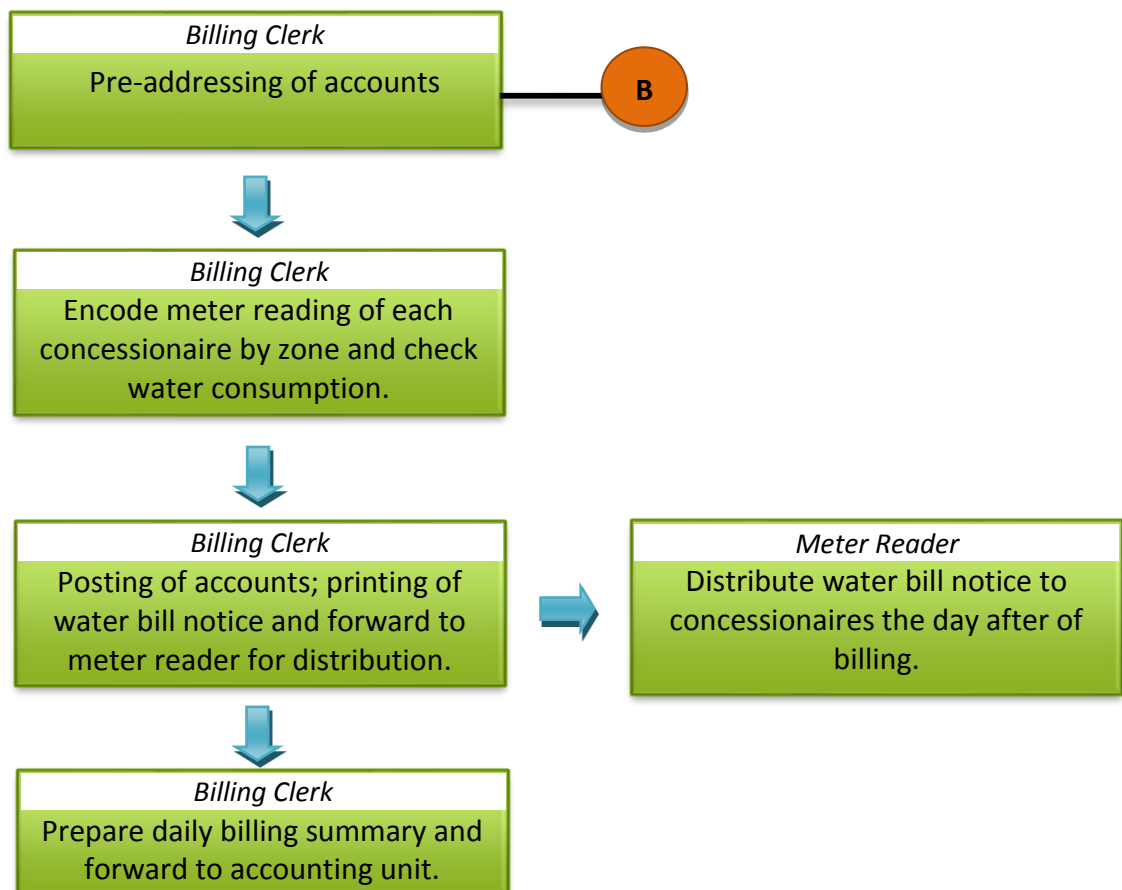 Billing Clerk
Pre-addressing of accounts
B
Billing Clerk
Encode meter reading of each
concessionaire by zone and check
water consumption.
Billing Clerk
Posting of accounts; printing of
water bill notice and forward to
meter reader for distribution.
Meter Reader
Distribute water bill notice to
concessionaires the day after of
billing.
Billing Clerk
Prepare daily billing summary and
forward to accounting unit.